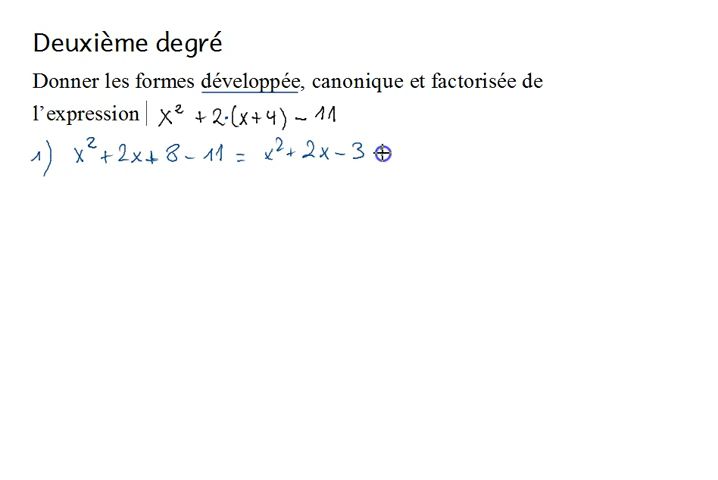 Deuxième degré
Donner les formes développée, canonique et factorisée de
l'expression | x² + 2·(x+4) – 11
1) x² + 2x + 8 – 11 = x² + 2x – 3